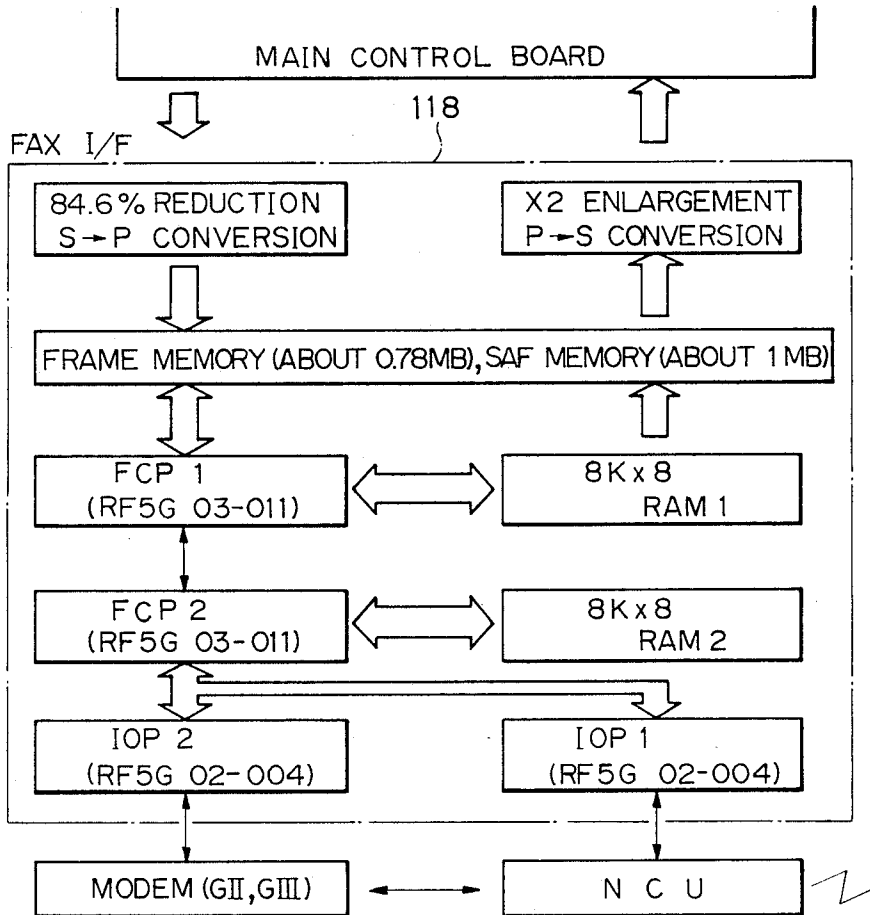 MAIN CONTROL BOARD
118
FAX I/F
84.6% REDUCTION
S→P CONVERSION
X2 ENLARGEMENT
P→S CONVERSION
FRAME MEMORY (ABOUT 0.78MB), SAF MEMORY (ABOUT 1MB)
FCP 1
(RF5G 03-011)
8K x 8
RAM 1
FCP 2
(RF5G 03-011)
8K x 8
RAM 2
IOP 2
(RF5G 02-004)
IOP 1
(RF5G 02-004)
MODEM (GII, GIII)
N C U